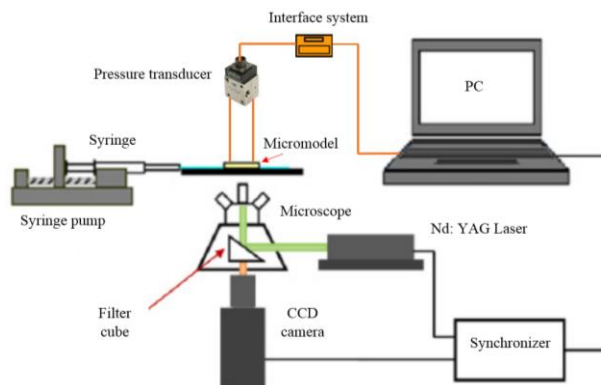 Interface system
Pressure transducer
PC
Syringe
Micromodel
Microscope
Syringe pump
Nd: YAG Laser
Filter
cube
CCD
camera
Synchronizer